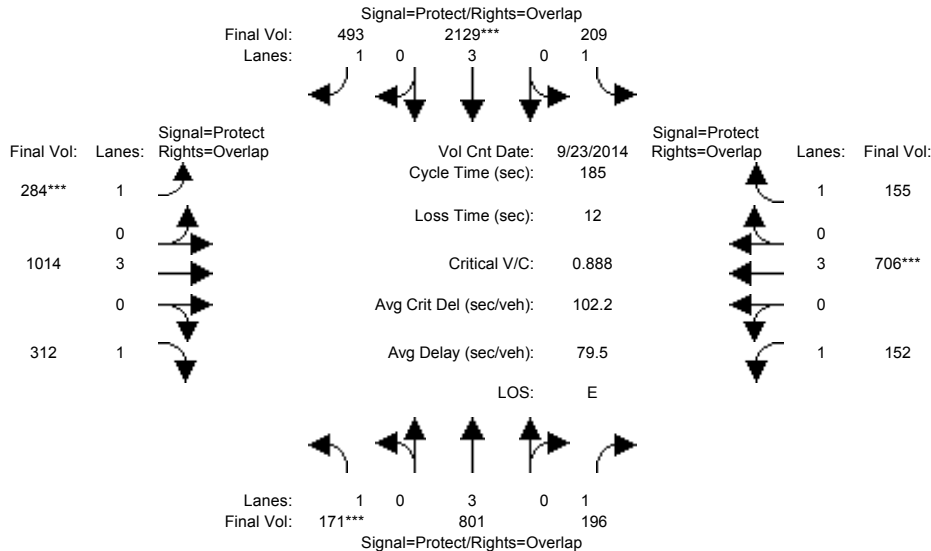 Signal=Protect/Rights=Overlap
Final Vol: 493 2129*** 209
Lanes: 1 0 3 0 1
Signal=Protect Signal=Protect
Final Vol: Lanes: Rights=Overlap Vol Cnt Date: 9/23/2014 Rights=Overlap Lanes: Final Vol:
Cycle Time (sec): 185
284*** 1 1 155
Loss Time (sec): 12
0 0
1014 3 Critical V/C: 0.888 3 706***
0 Avg Crit Del (sec/veh): 102.2 0
312 1 Avg Delay (sec/veh): 79.5 1 152
LOS: E
Lanes: 1 0 3 0 1
Final Vol: 171*** 801 196
Signal=Protect/Rights=Overlap